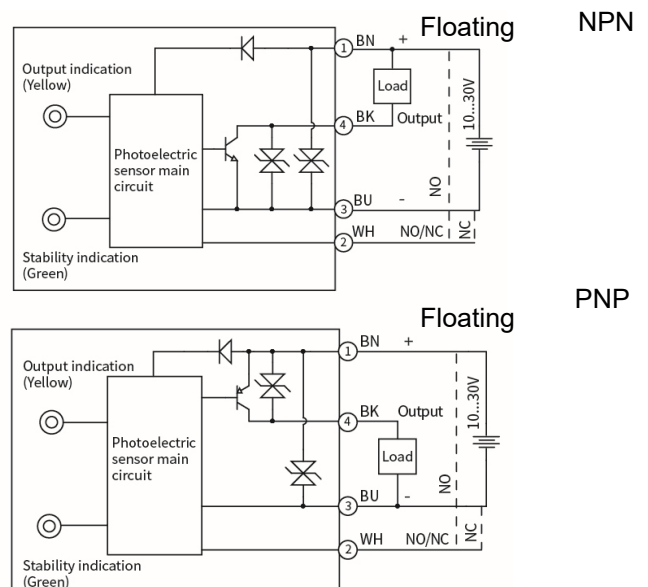 Floating NPN
1 BN +
Output indication
(Yellow)
Load
10...30V
4 BK Output
Photoelectric
sensor main
circuit
NO
3 BU -
2 WH NO/NC NC
Stability indication
(Green)
Floating PNP
1 BN +
Output indication
(Yellow)
10...30V
4 BK Output
Photoelectric
sensor main
circuit
Load
NO
3 BU -
2 WH NO/NC NC
Stability indication
(Green)